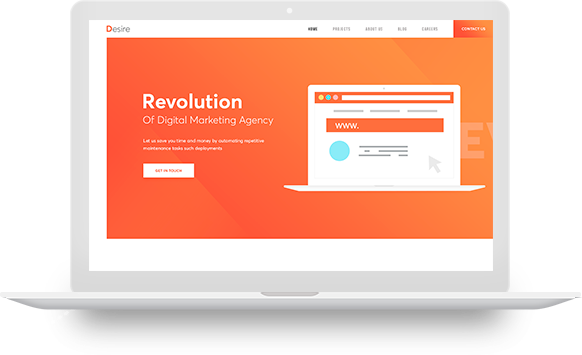 Desire
HOME PROJECTS ABOUT US BLOG CAREERS CONTACT US
Revolution
Of Digital Marketing Agency
Let us save you time and money by automating repetitive
maintenance tasks such deployments
GET IN TOUCH
www.